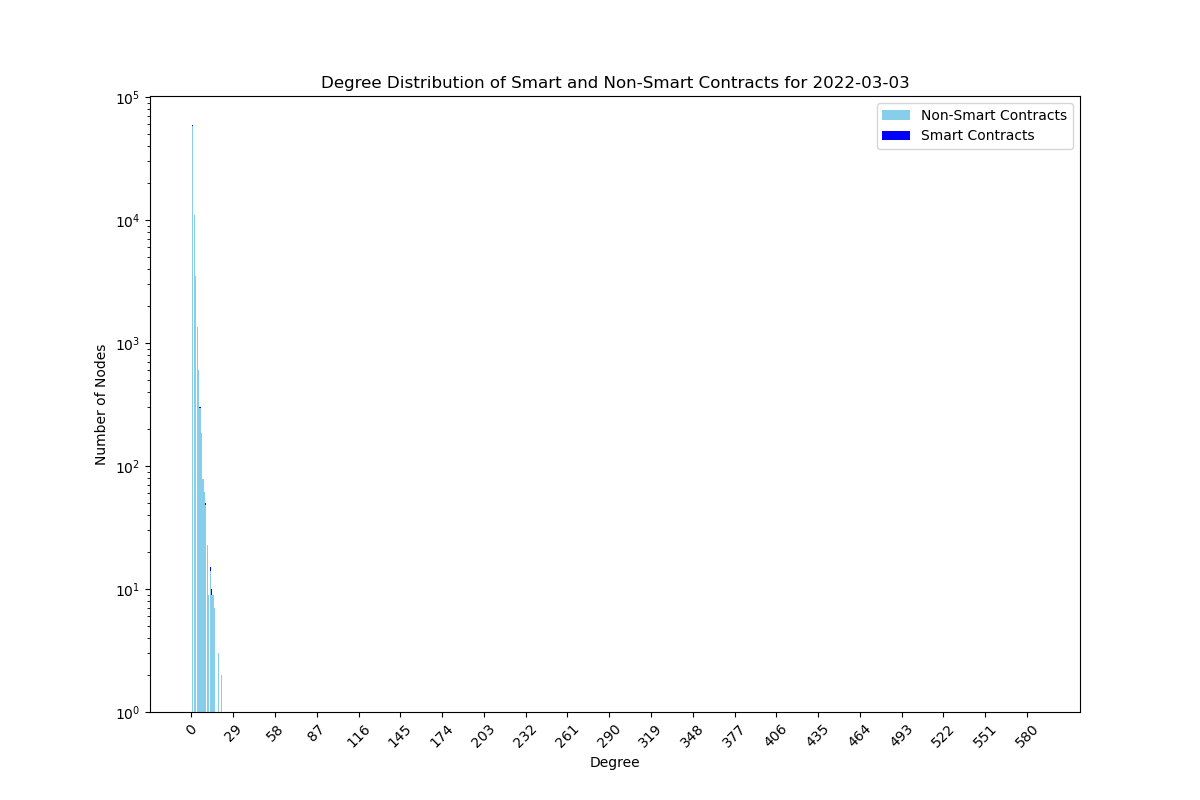 Degree Distribution of Smart and Non-Smart Contracts for 2022-03-03
Non-Smart Contracts
Smart Contracts
10^5
10^4
10^3
10^2
10^1
10^0
Number of Nodes
0 29 58 87 116 145 174 203 232 261 290 319 348 377 406 435 464 493 522 551 580
Degree